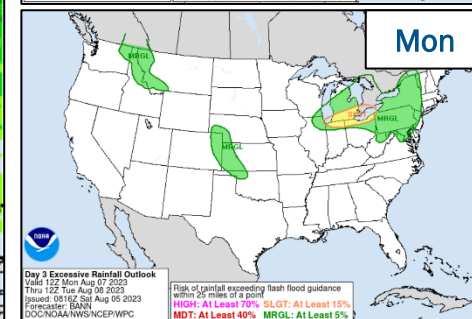 Mon
MRGL
SLGT
MRGL
MRGL
NOAA
Day 3 Excessive Rainfall Outlook
Valid 12Z Mon Aug 07 2023
Thru 12Z Tue Aug 08 2023
Issued: 0816Z Sat Aug 05 2023
Forecaster: BANN
DOC/NOAA/NWS/NCEP/WPC
Risk of rainfall exceeding flash flood guidance
within 25 miles of a point
HIGH: At Least 70% SLGT: At Least 15%
MDT: At Least 40% MRGL: At Least 5%